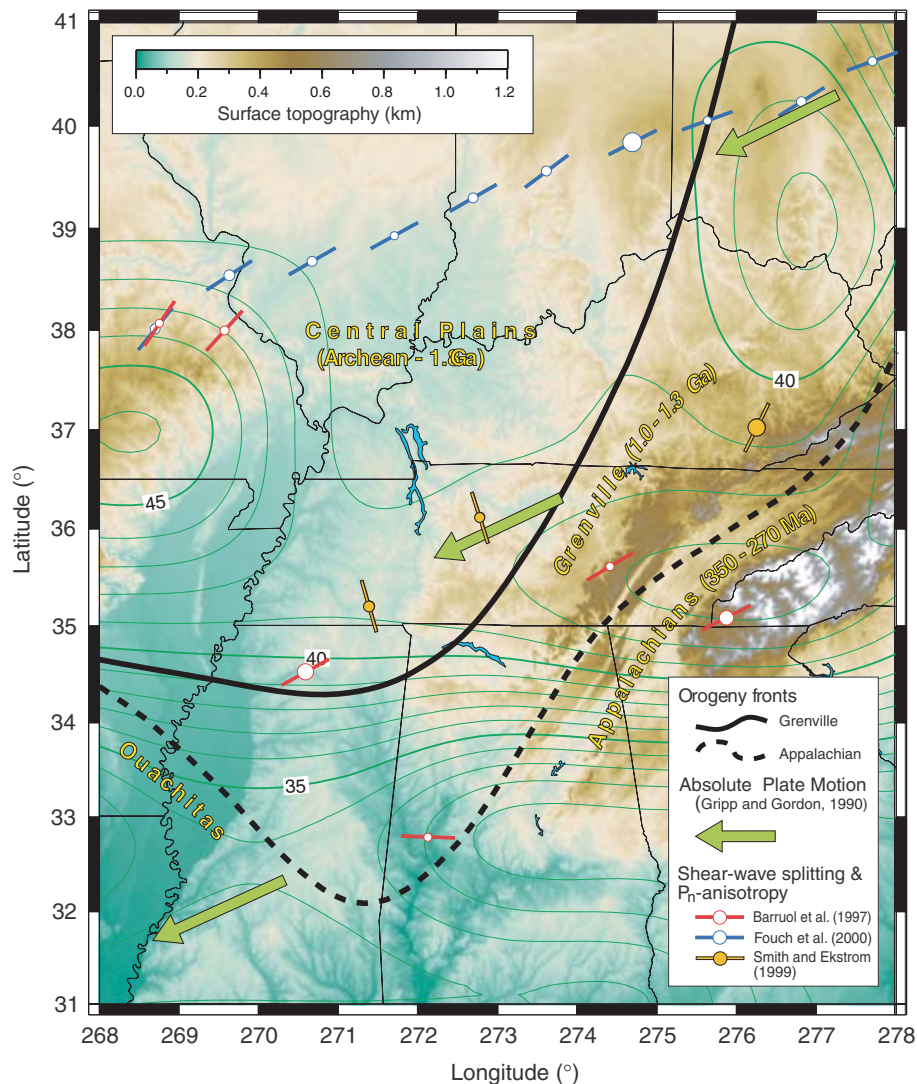 41
40
39
38
37
36
35
34
33
32
31
Latitude (°)
0.0 0.2 0.4 0.6 0.8 1.0 1.2
Surface topography (km)
Central Plains
(Archean - 1.8Ga)
40
Grenville (1.0 - 1.3 Ga)
45
Appalachians (350 - 270 Ma)
40
Ouachitas
35
Orogeny fronts
Grenville
Appalachian
Absolute Plate Motion
(Gripp and Gordon, 1990)
Shear-wave splitting &
Pn-anisotropy
Barruol et al. (1997)
Fouch et al. (2000)
Smith and Ekstrom
(1999)
268 269 270 271 272 273 274 275 276 277 278
Longitude (°)